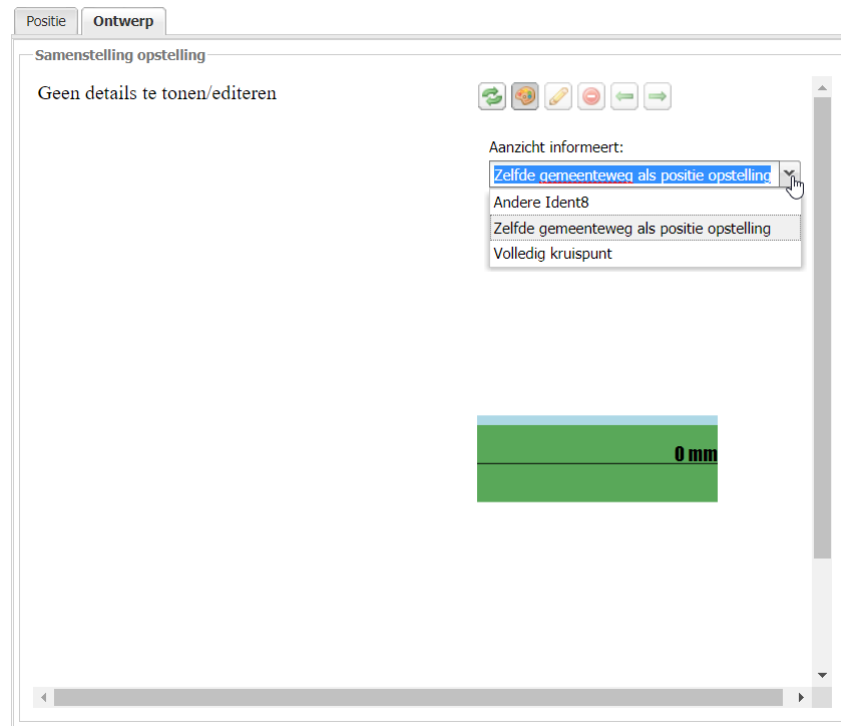 Positie
Ontwerp
Samenstelling opstelling
Geen details te tonen/editeren
Aanzicht informeert:
Zelfde gemeenteweg als positie opstelling
Andere Ident8
Zelfde gemeenteweg als positie opstelling
Volledig kruispunt
0 mm